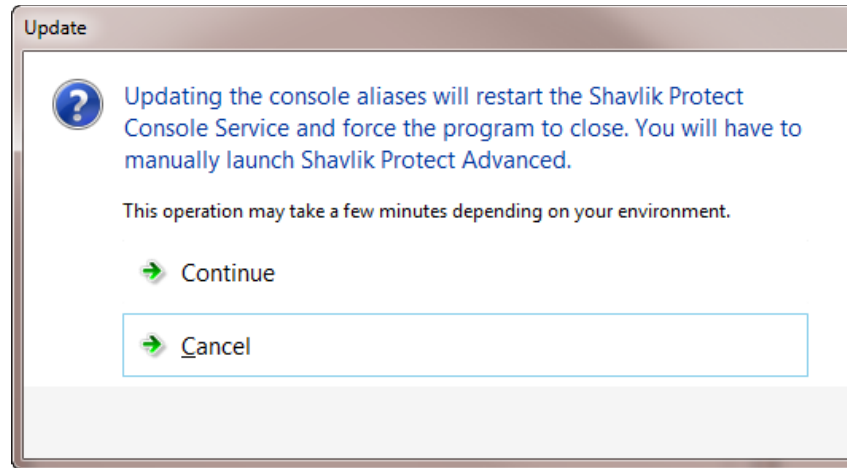 Update
Updating the console aliases will restart the Shavlik Protect
Console Service and force the program to close. You will have to
manually launch Shavlik Protect Advanced.
This operation may take a few minutes depending on your environment.
Continue
Cancel